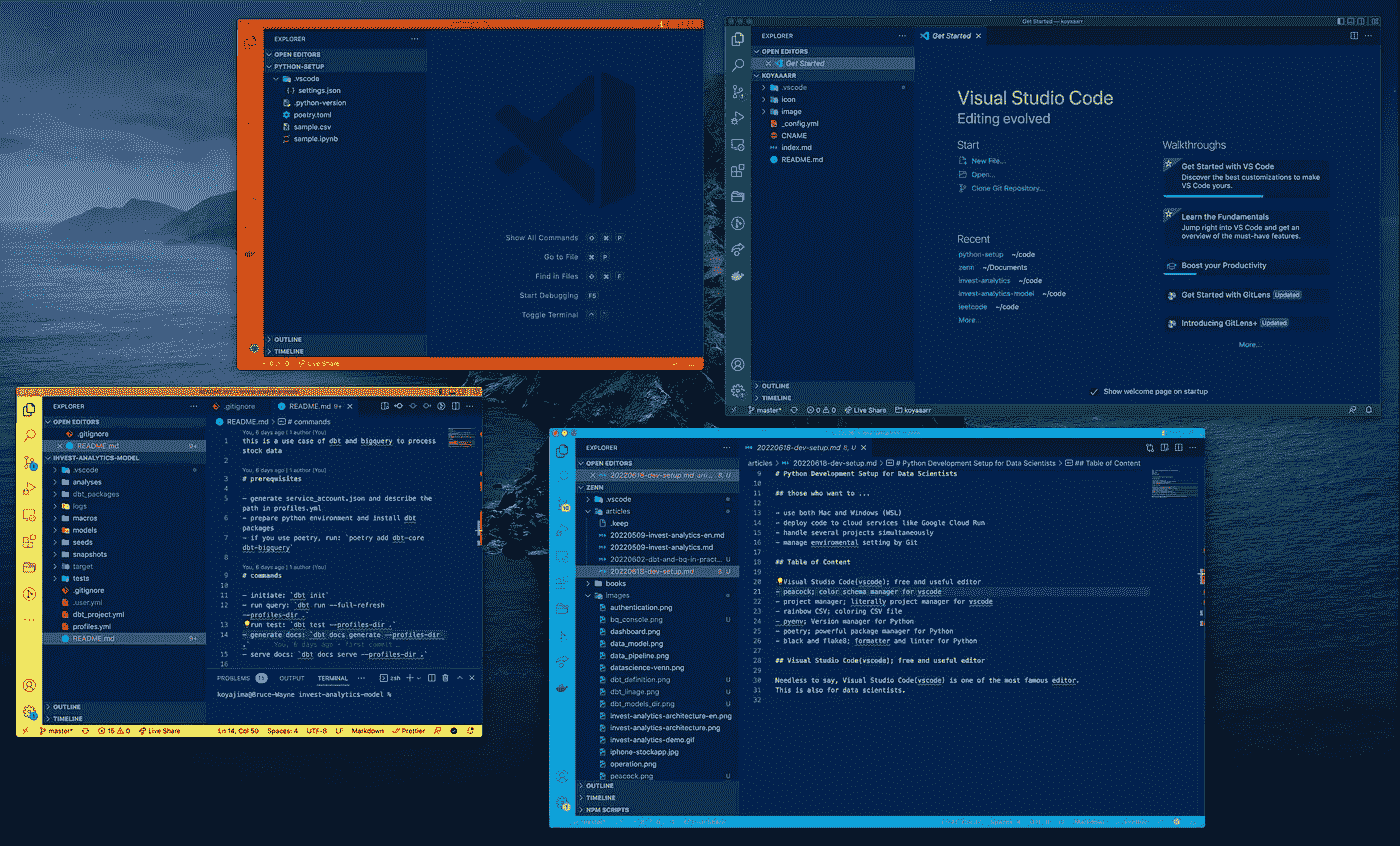 EXPLORER
OPEN EDITORS
PYTHON-SETUP
.vscode
settings.json
.python-version
poetry.toml
sample.csv
sample.ipynb
Show All Commands ⇧ ⌘ P
Go to File ⌘ P
Find in Files ⇧ ⌘ F
Start Debugging F5
Toggle Terminal ^ `
OUTLINE
TIMELINE
Live Share
Get Started — koyaaarr
EXPLORER
OPEN EDITORS
Get Started
KOYAAARR
.vscode
icon
image
_config.yml
CNAME
index.md
README.md
OUTLINE
TIMELINE
Get Started
Visual Studio Code
Editing evolved
Start
New File...
Open...
Clone Git Repository...
Recent
python-setup ~/code
zenn ~/Documents
invest-analytics ~/code
invest-analytics-model ~/code
leetcode ~/code
More...
Walkthroughs
Get Started with VS Code
Discover the best customizations to make
VS Code yours.
Learn the Fundamentals
Jump right into VS Code and get an
overview of the must-have features.
Boost your Productivity
Get Started with GitLens Updated
Introducing GitLens+ Updated
More...
Show welcome page on startup
master* 0 0 Live Share koyaaarr
EXPLORER
OPEN EDITORS
.gitignore
README.md 9+
INVEST-ANALYTICS-MODEL
.vscode
analyses
dbt_packages
logs
macros
models
seeds
snapshots
target
tests
.gitignore
.user.yml
dbt_project.yml
profiles.yml
README.md 9+
OUTLINE
TIMELINE
.gitignore README.md 9+
README.md > # commands
You, 6 days ago | 1 author (You)
1 this is a use case of dbt and bigquery to process
stock data
2
You, 6 days ago | 1 author (You)
3 # prerequisites
4
5 - generate service_account.json and describe the
path in profiles.yml
6 - prepare python environment and install dbt
packages
7 - if you use poetry, run: `poetry add dbt-core
dbt-bigquery`
8
You, 6 days ago | 1 author (You)
9 # commands
10
11 - initiate: `dbt init`
12 - run query: `dbt run --full-refresh
--profiles-dir .`
13 run test: `dbt test --profiles-dir .`
14 - generate docs: `dbt docs generate --profiles-dir
.` You, 6 days ago • first commit
15 - serve docs: `dbt docs serve --profiles-dir .`
16
PROBLEMS 15 OUTPUT TERMINAL zsh
koyajima@Bruce-Wayne invest-analytics-model %
master* 15 0 Live Share Ln 14, Col 50 Spaces: 4 UTF-8 LF Markdown Prettier
EXPLORER
OPEN EDITORS
20220618-dev-setup.md 8, U
ZENN
.vscode
articles
.keep
20220509-invest-analytics-en.md
20220509-invest-analytics.md
20220602-dbt-and-bq-in-pract... U
20220618-dev-setup.md 8, U
books
images
authentication.png
bq_console.png U
dashboard.png
data_model.png
data_pipeline.png
datascience-venn.png
dbt_definition.png U
dbt_linage.png U
dbt_models_dir.png U
invest-analytics-architecture-en.png
invest-analytics-architecture.png
invest-analytics-demo.gif
iphone-stockapp.jpg
operation.png
peacock.png U
OUTLINE
TIMELINE
NPM SCRIPTS
20220618-dev-setup.md 8, U
articles > 20220618-dev-setup.md > # Python Development Setup for Data Scientists > ## Table of Content
9 # Python Development Setup for Data Scientists
10
11 ## those who want to ...
12
13 - use both Mac and Windows (WSL)
14 - deploy code to cloud services like Google Cloud Run
15 - handle several projects simultaneously
16 - manage enviromental setting by Git
17
18 ## Table of Content
19
20 Visual Studio Code(vscode); free and useful editor
21 - peacock; color schema manager for vscode
22 - project manager; literally project manager for vscode
23 - rainbow CSV; coloring CSV file
24 - pyenv; Version manager for Python
25 - poetry; powerful package manager for Python
26 - black and flake8; formatter and linter for Python
27
28 ## Visual Studio Code(vscode); free and useful editor
29
30 Needless to say, Visual Studio Code(vscode) is one of the most famous editor.
31 This is also for data scientists.
32